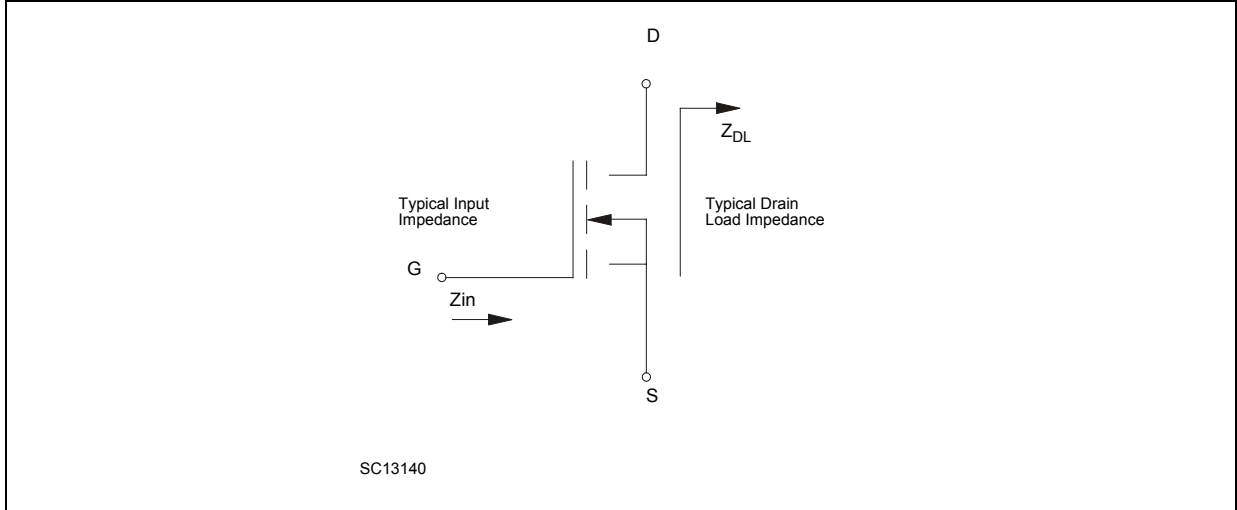 D
Z_DL
Typical Input
Impedance
Typical Drain
Load Impedance
G
Zin
S
SC13140